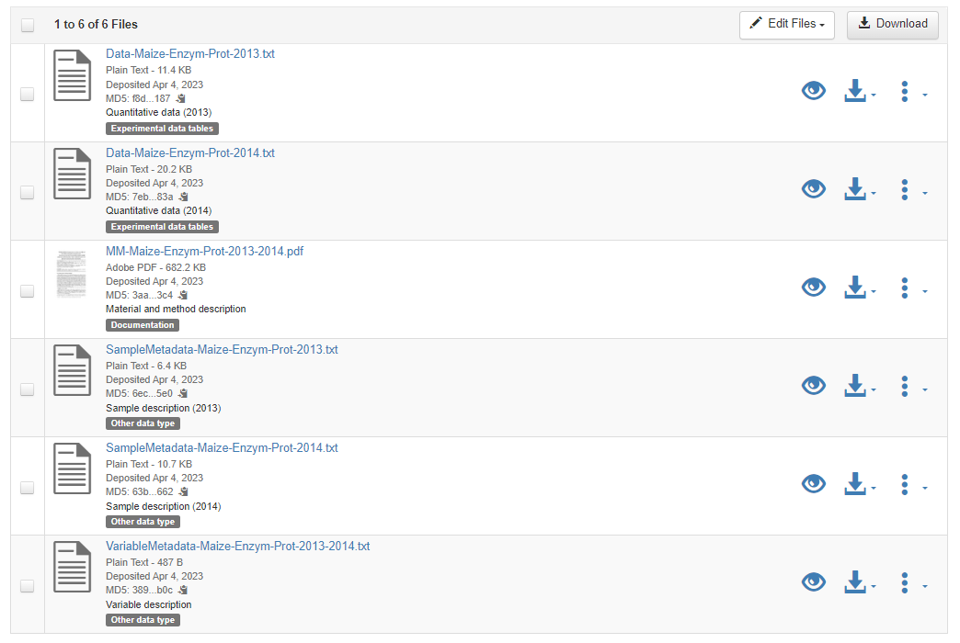 1 to 6 of 6 Files
Edit Files
Download
Data-Maize-Enzym-Prot-2013.txt
Plain Text - 11.4 KB
Deposited Apr 4, 2023
MD5: f8d...187
Quantitative data (2013)
Experimental data tables
Data-Maize-Enzym-Prot-2014.txt
Plain Text - 20.2 KB
Deposited Apr 4, 2023
MD5: 7eb...83a
Quantitative data (2014)
Experimental data tables
MM-Maize-Enzym-Prot-2013-2014.pdf
Adobe PDF - 682.2 KB
Deposited Apr 4, 2023
MD5: 3aa...3c4
Material and method description
Documentation
SampleMetadata-Maize-Enzym-Prot-2013.txt
Plain Text - 6.4 KB
Deposited Apr 4, 2023
MD5: 6ec...5e0
Sample description (2013)
Other data type
SampleMetadata-Maize-Enzym-Prot-2014.txt
Plain Text - 10.7 KB
Deposited Apr 4, 2023
MD5: 63b...662
Sample description (2014)
Other data type
VariableMetadata-Maize-Enzym-Prot-2013-2014.txt
Plain Text - 487 B
Deposited Apr 4, 2023
MD5: 389...b0c
Variable description
Other data type